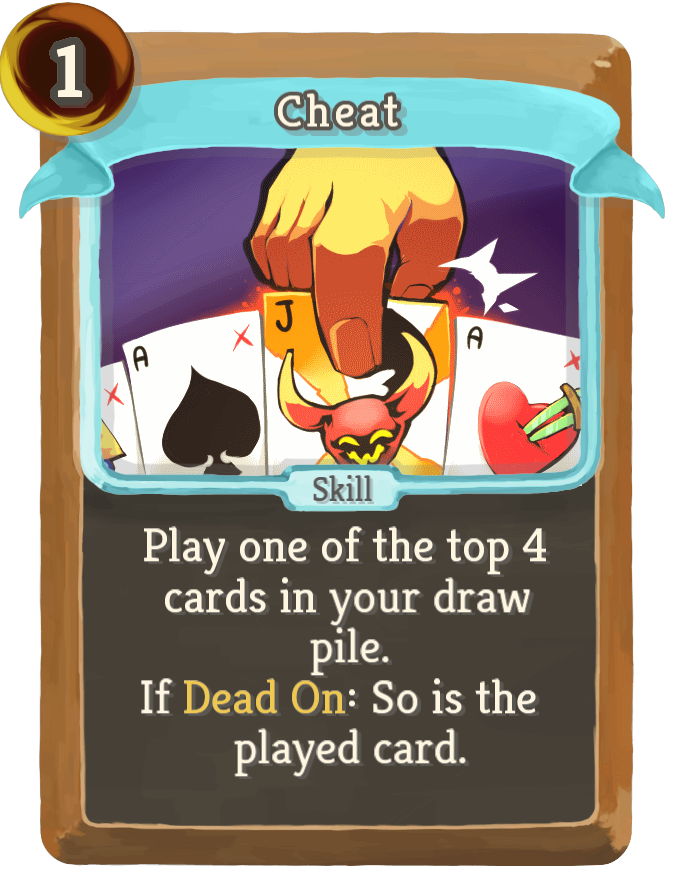 1
Cheat
A
J
A
Skill
Play one of the top 4
cards in your draw
pile.
If Dead On: So is the
played card.